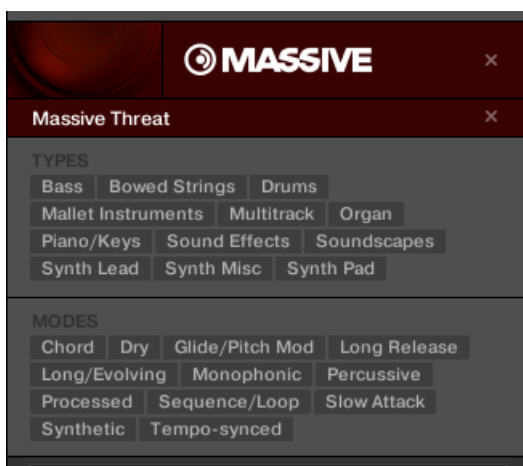 MASSIVE
Massive Threat
TYPES
Bass Bowed Strings Drums
Mallet Instruments Multitrack Organ
Piano/Keys Sound Effects Soundscapes
Synth Lead Synth Misc Synth Pad
MODES
Chord Dry Glide/Pitch Mod Long Release
Long/Evolving Monophonic Percussive
Processed Sequence/Loop Slow Attack
Synthetic Tempo-synced